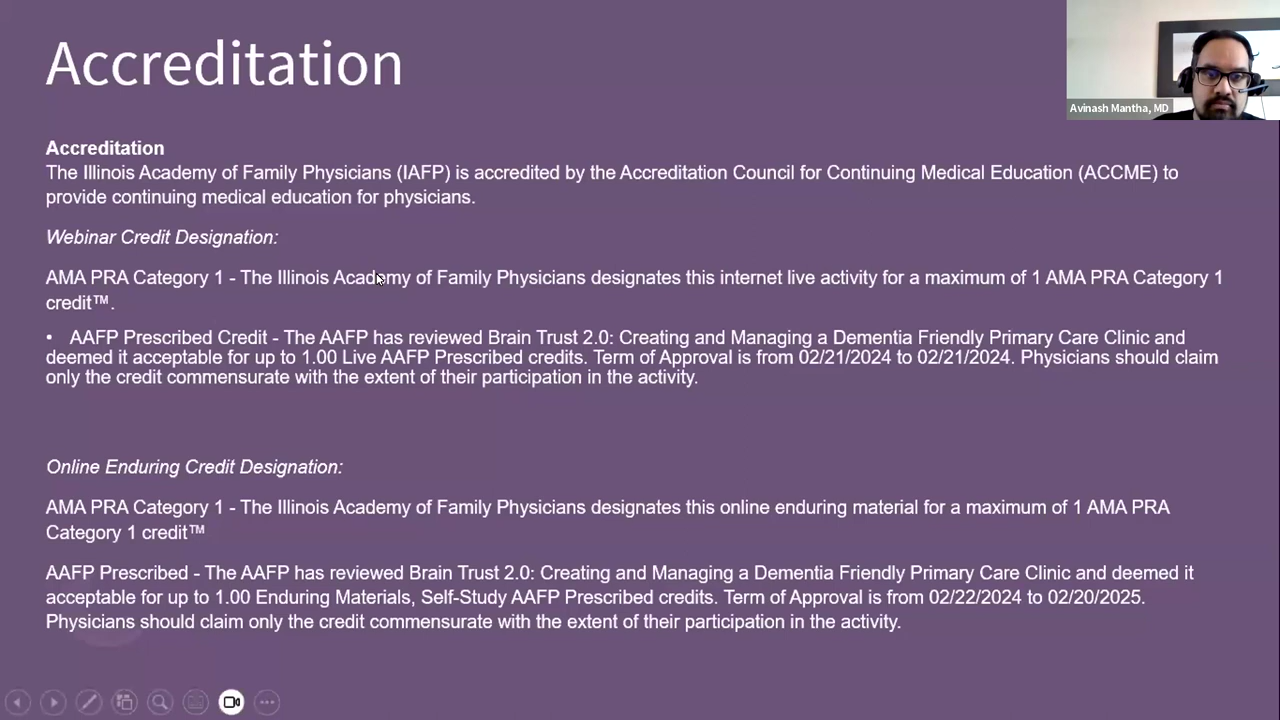 Accreditation
Avinash Mantha, MD
Accreditation
The Illinois Academy of Family Physicians (IAFP) is accredited by the Accreditation Council for Continuing Medical Education (ACCME) to
provide continuing medical education for physicians.
Webinar Credit Designation:
AMA PRA Category 1 - The Illinois Academy of Family Physicians designates this internet live activity for a maximum of 1 AMA PRA Category 1
credit™.
• AAFP Prescribed Credit - The AAFP has reviewed Brain Trust 2.0: Creating and Managing a Dementia Friendly Primary Care Clinic and
deemed it acceptable for up to 1.00 Live AAFP Prescribed credits. Term of Approval is from 02/21/2024 to 02/21/2024. Physicians should claim
only the credit commensurate with the extent of their participation in the activity.
Online Enduring Credit Designation:
AMA PRA Category 1 - The Illinois Academy of Family Physicians designates this online enduring material for a maximum of 1 AMA PRA
Category 1 credit™
AAFP Prescribed - The AAFP has reviewed Brain Trust 2.0: Creating and Managing a Dementia Friendly Primary Care Clinic and deemed it
acceptable for up to 1.00 Enduring Materials, Self-Study AAFP Prescribed credits. Term of Approval is from 02/22/2024 to 02/20/2025.
Physicians should claim only the credit commensurate with the extent of their participation in the activity.